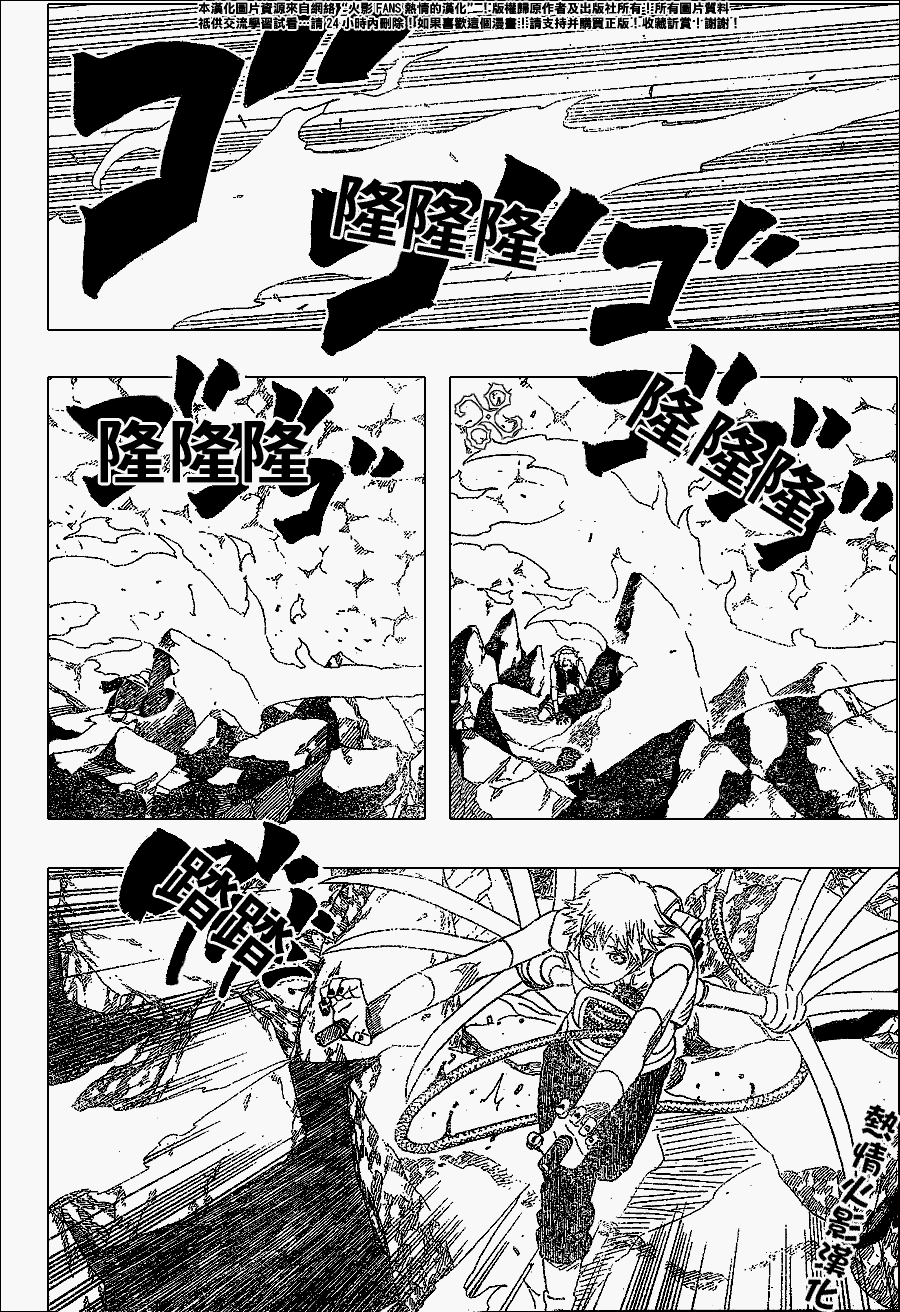 本漢化圖片資源來自網絡，火影FANS熱情的漢化——！版權歸原作者及出版社所有！所有圖片質料
祗供交流學習試看…請24小時內刪除！如果喜歡這個漫畫！請支持并購買正版！收藏訢賞！謝謝！
ゴゴゴ
隆隆隆
ゴゴゴ
隆隆隆
ゴゴゴ
隆隆隆
踏踏
熱情火影漢化